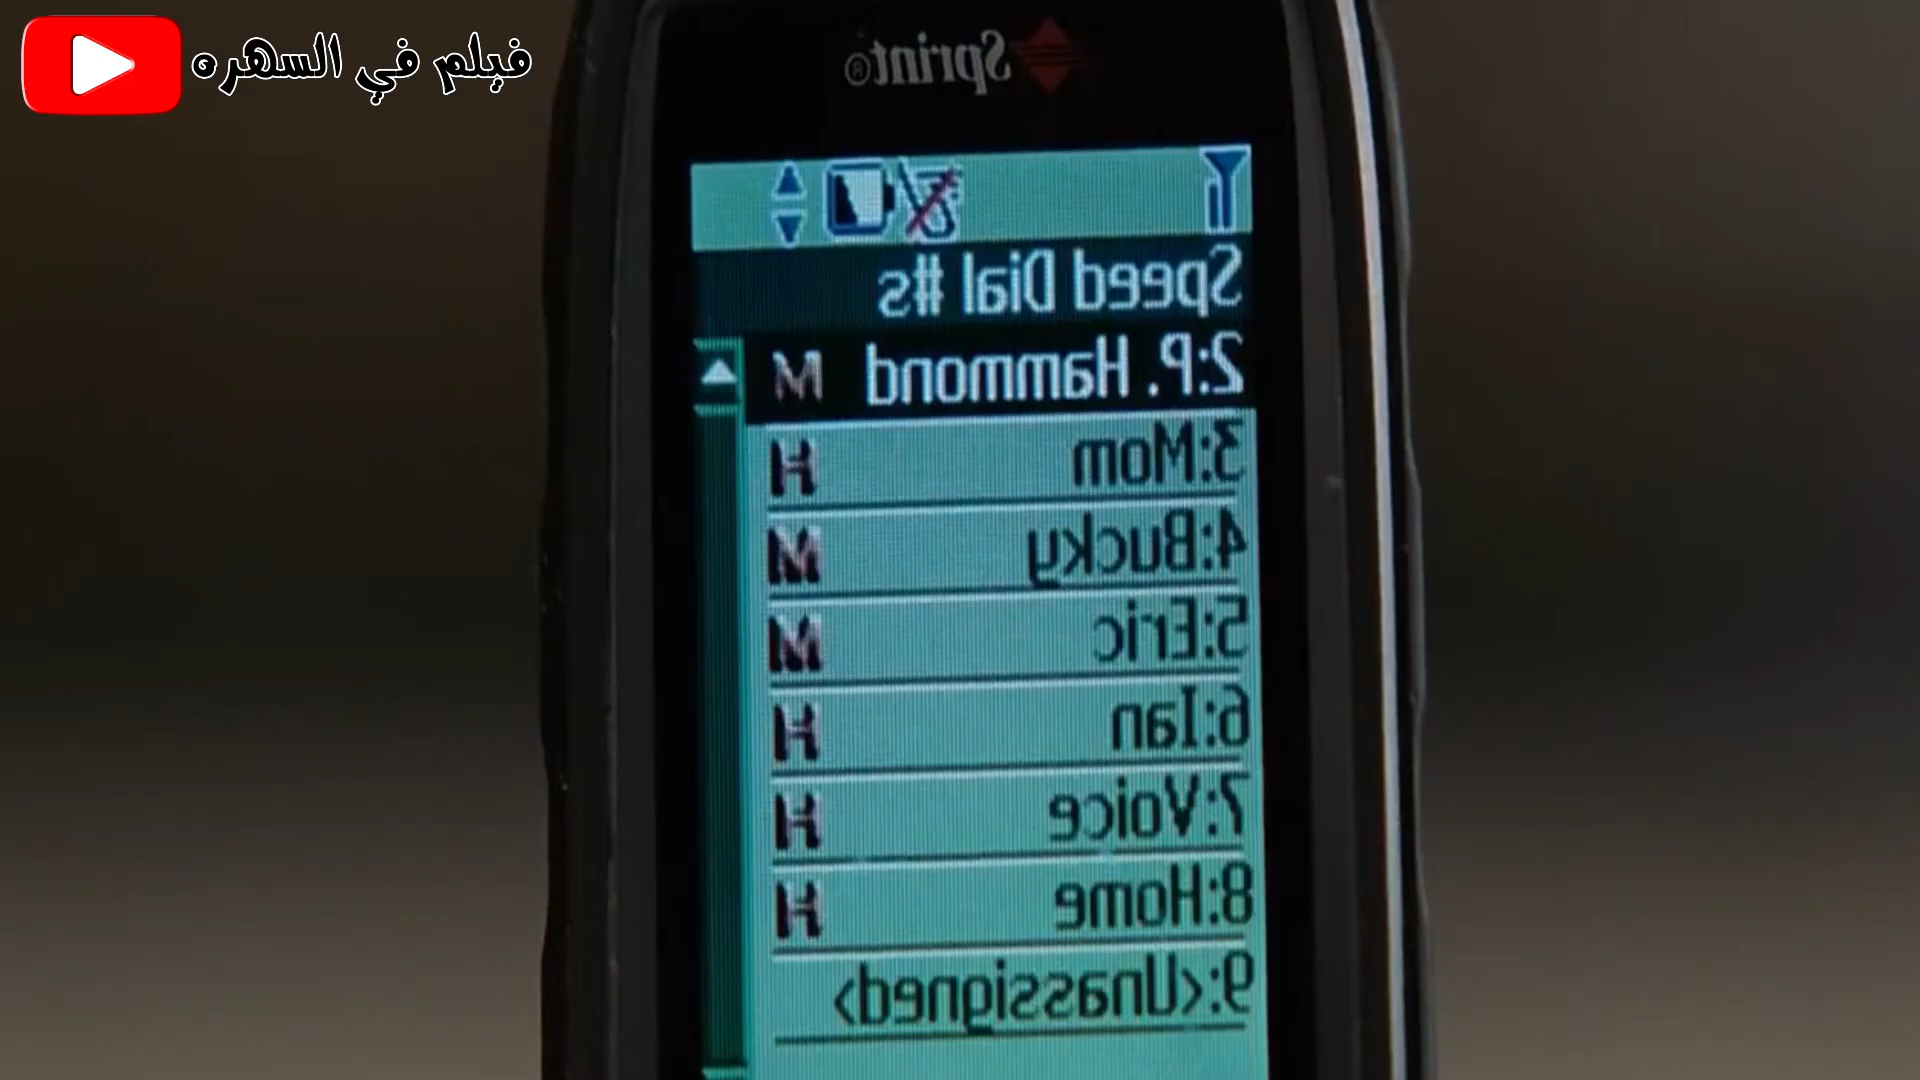 فيلم في السهره
Sprint®
Speed Dial #s
2:P. Hammond M
3:Mom H
4:Bucky M
5:Eric M
6:Ian H
7:Voice H
8:Home H
9:<Unassigned>